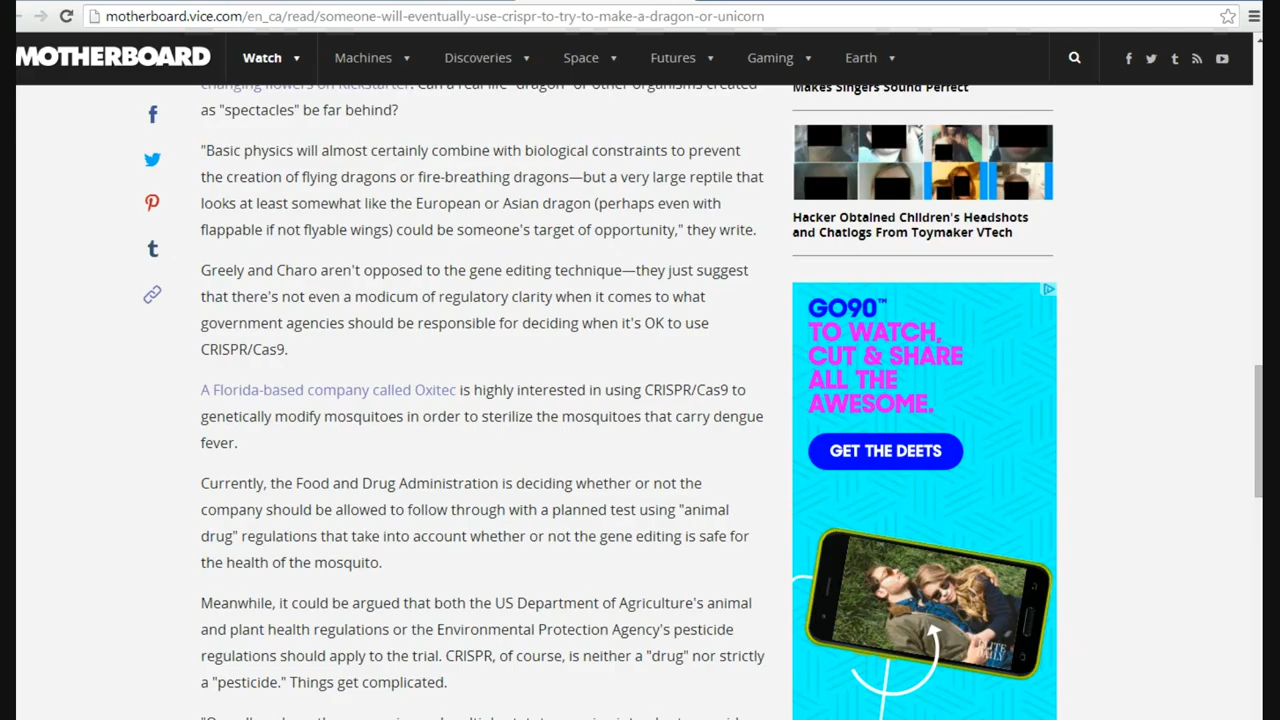 motherboard.vice.com/en_ca/read/someone-will-eventually-use-crispr-to-try-to-make-a-dragon-or-unicorn
MOTHERBOARD
Watch
Machines
Discoveries
Space
Futures
Gaming
Earth
changing flowers on Kickstarter. Can a real life "dragon" or other organisms created
as "spectacles" be far behind?
"Basic physics will almost certainly combine with biological constraints to prevent
the creation of flying dragons or fire-breathing dragons—but a very large reptile that
looks at least somewhat like the European or Asian dragon (perhaps even with
flappable if not flyable wings) could be someone's target of opportunity," they write.
Greely and Charo aren't opposed to the gene editing technique—they just suggest
that there's not even a modicum of regulatory clarity when it comes to what
government agencies should be responsible for deciding when it's OK to use
CRISPR/Cas9.
A Florida-based company called Oxitec is highly interested in using CRISPR/Cas9 to
genetically modify mosquitoes in order to sterilize the mosquitoes that carry dengue
fever.
Currently, the Food and Drug Administration is deciding whether or not the
company should be allowed to follow through with a planned test using "animal
drug" regulations that take into account whether or not the gene editing is safe for
the health of the mosquito.
Meanwhile, it could be argued that both the US Department of Agriculture's animal
and plant health regulations or the Environmental Protection Agency's pesticide
regulations should apply to the trial. CRISPR, of course, is neither a "drug" nor strictly
a "pesticide." Things get complicated.
Makes Singers Sound Perfect
Hacker Obtained Children's Headshots
and Chatlogs From Toymaker VTech
GO90™
TO WATCH,
CUT & SHARE
ALL THE
AWESOME.
GET THE DEETS
ELITE
DAILY